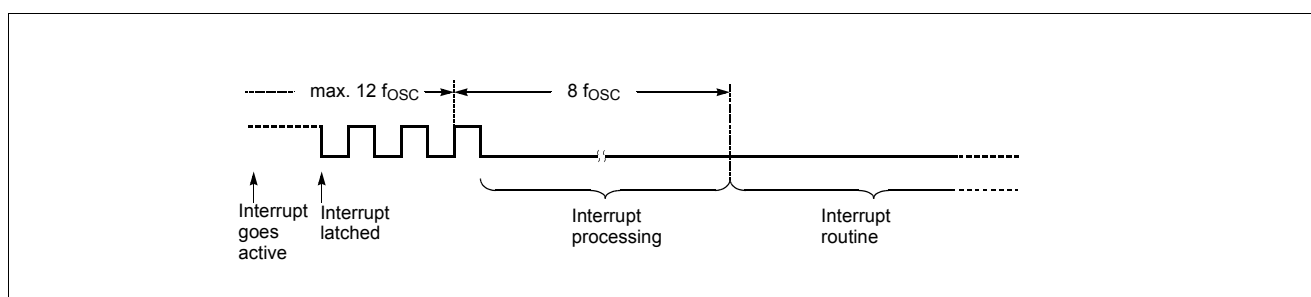 max. 12 fOSC
8 fOSC
Interrupt
goes
active
Interrupt
latched
Interrupt
processing
Interrupt
routine